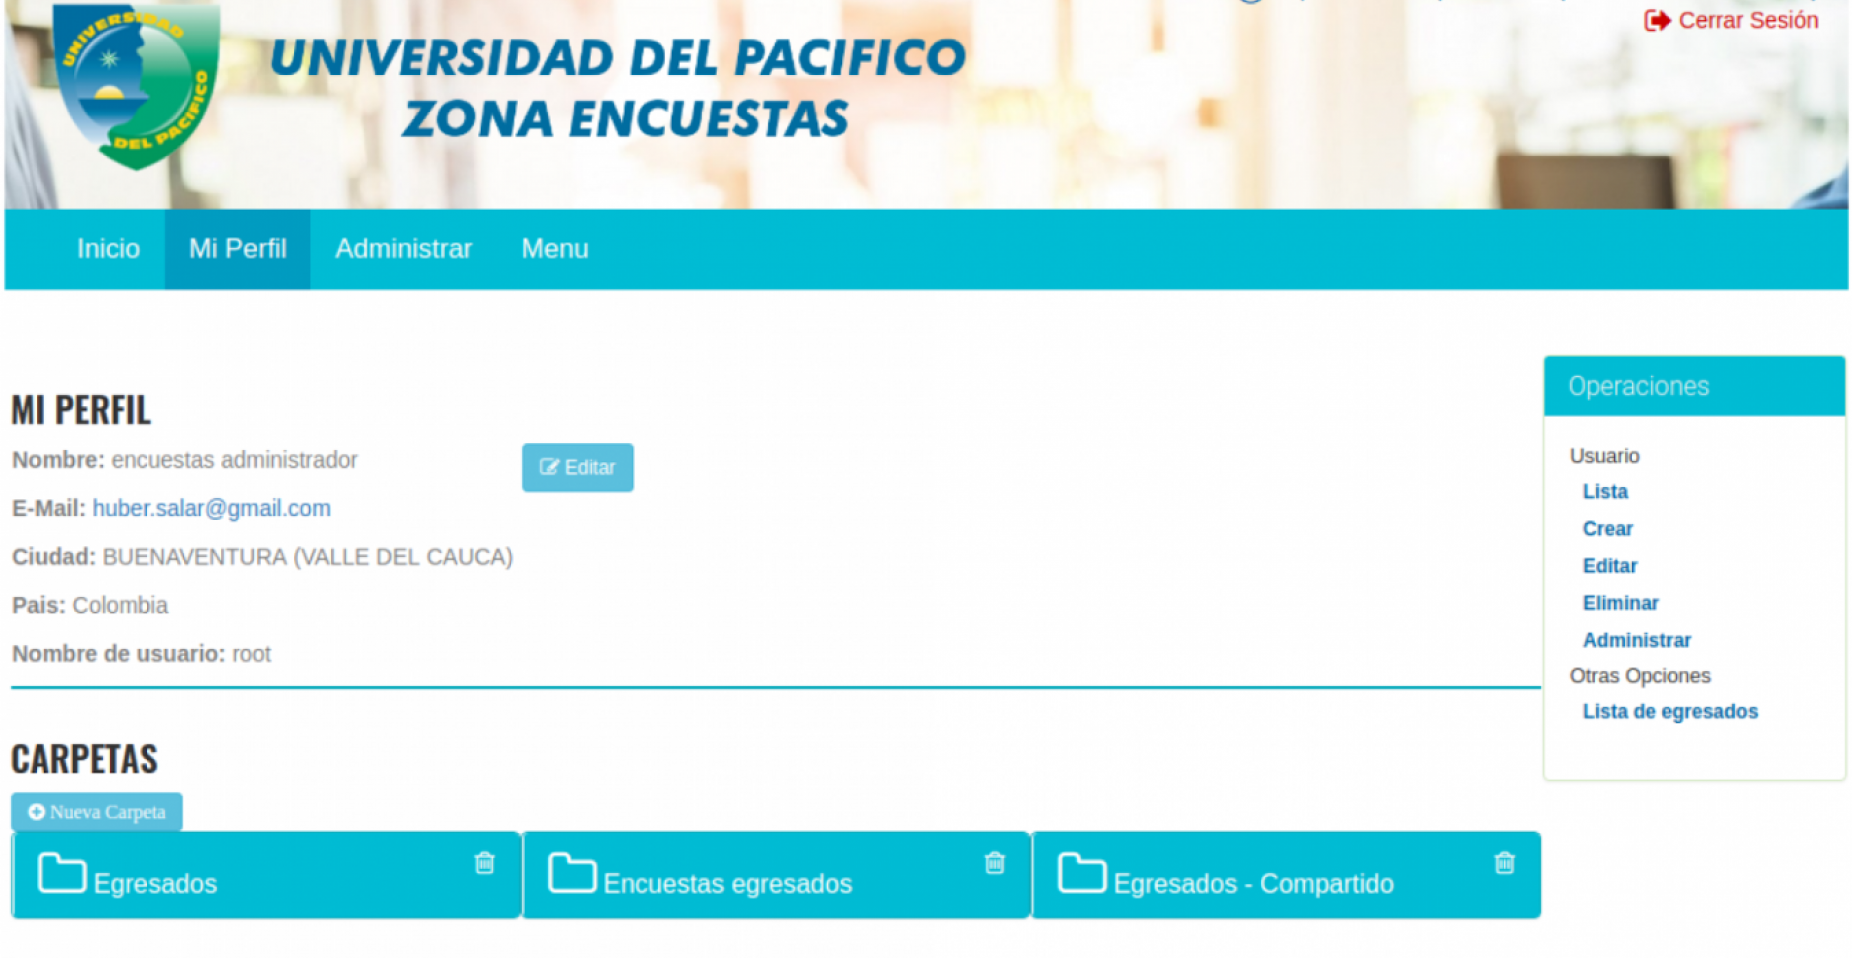 UNIVERSIDAD
DEL PACIFICO
UNIVERSIDAD DEL PACIFICO
ZONA ENCUESTAS
Cerrar Sesión
Inicio Mi Perfil Administrar Menu
MI PERFIL
Nombre: encuestas administrador
Editar
E-Mail: huber.salar@gmail.com
Ciudad: BUENAVENTURA (VALLE DEL CAUCA)
Pais: Colombia
Nombre de usuario: root
CARPETAS
Nueva Carpeta
Egresados
Encuestas egresados
Egresados - Compartido
Operaciones
Usuario
Lista
Crear
Editar
Eliminar
Administrar
Otras Opciones
Lista de egresados